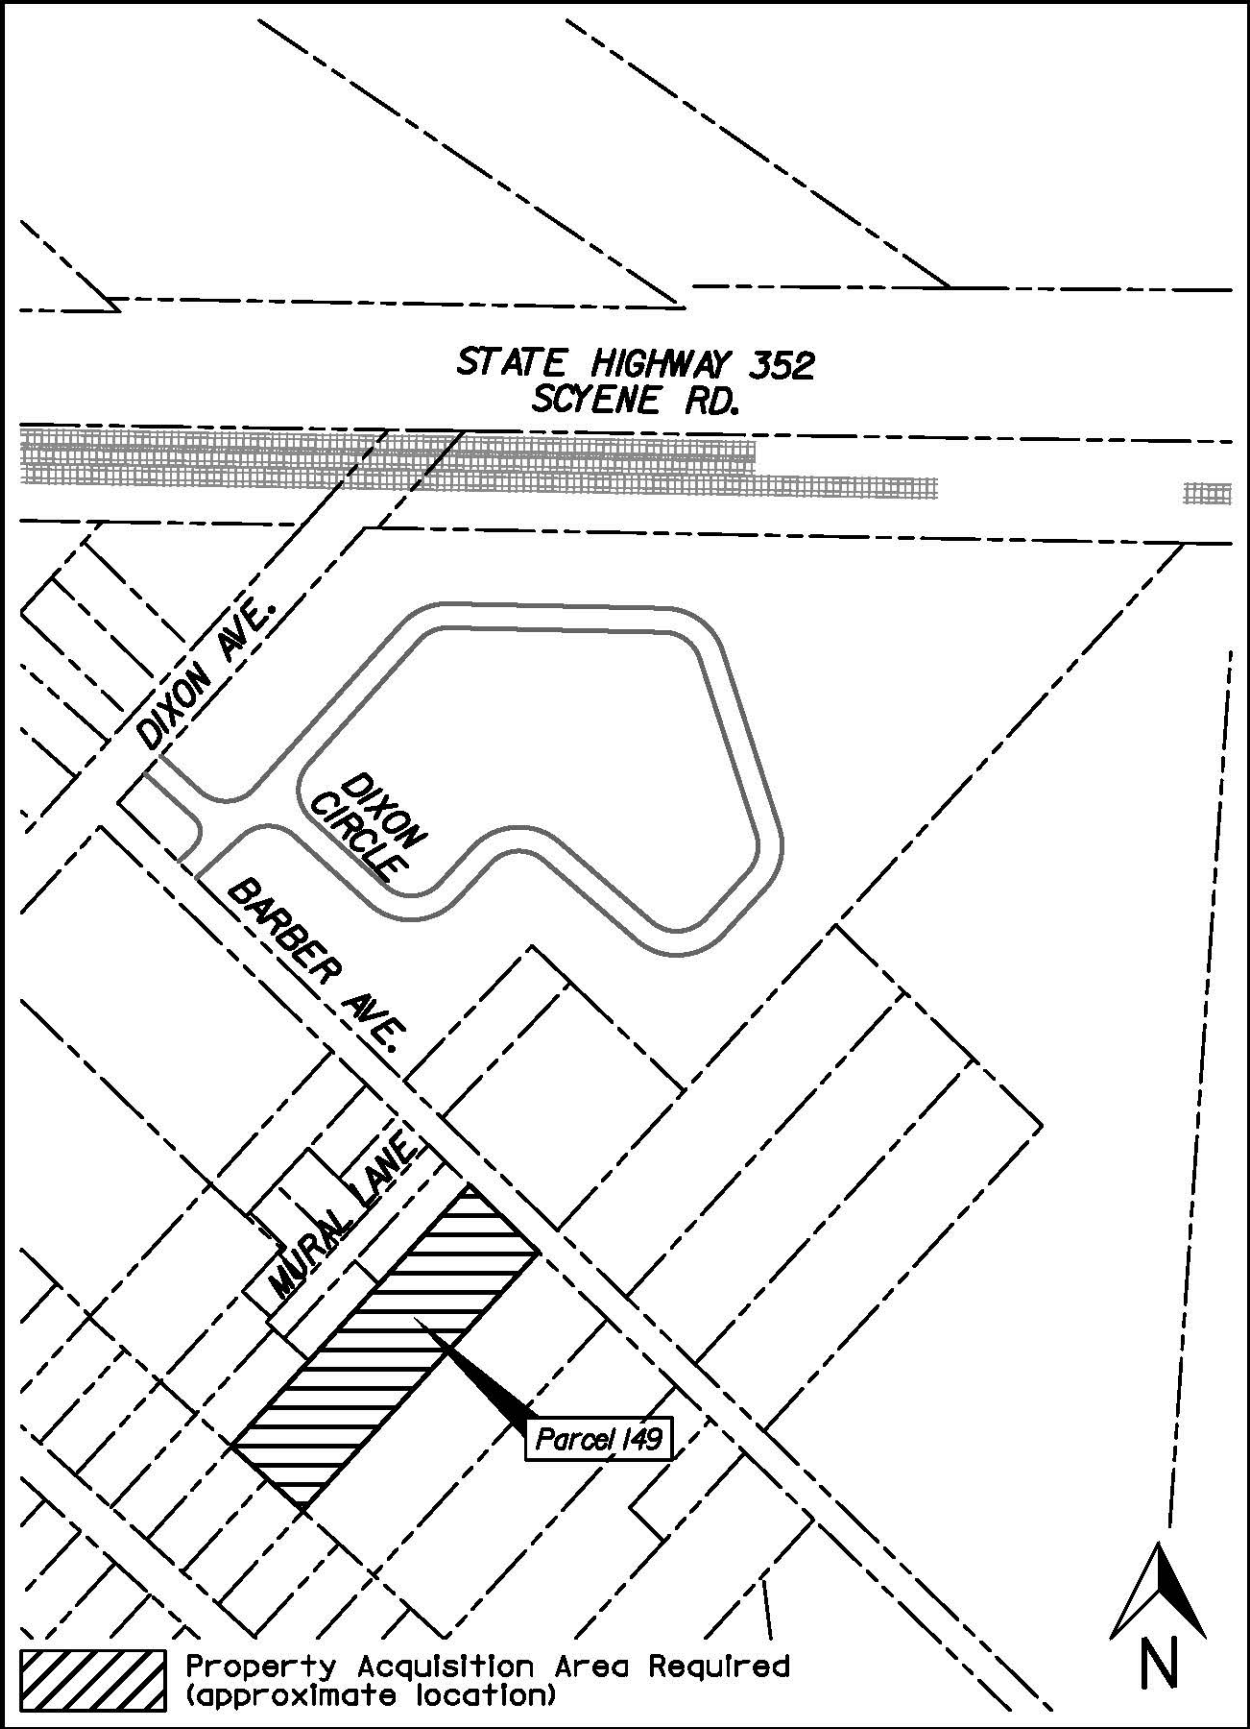 STATE HIGHWAY 352
SCYENE RD.
DIXON AVE.
DIXON
CIRCLE
BARBER AVE.
MURAL LANE
Parcel 149
Property Acquisition Area Required
(approximate location)
N